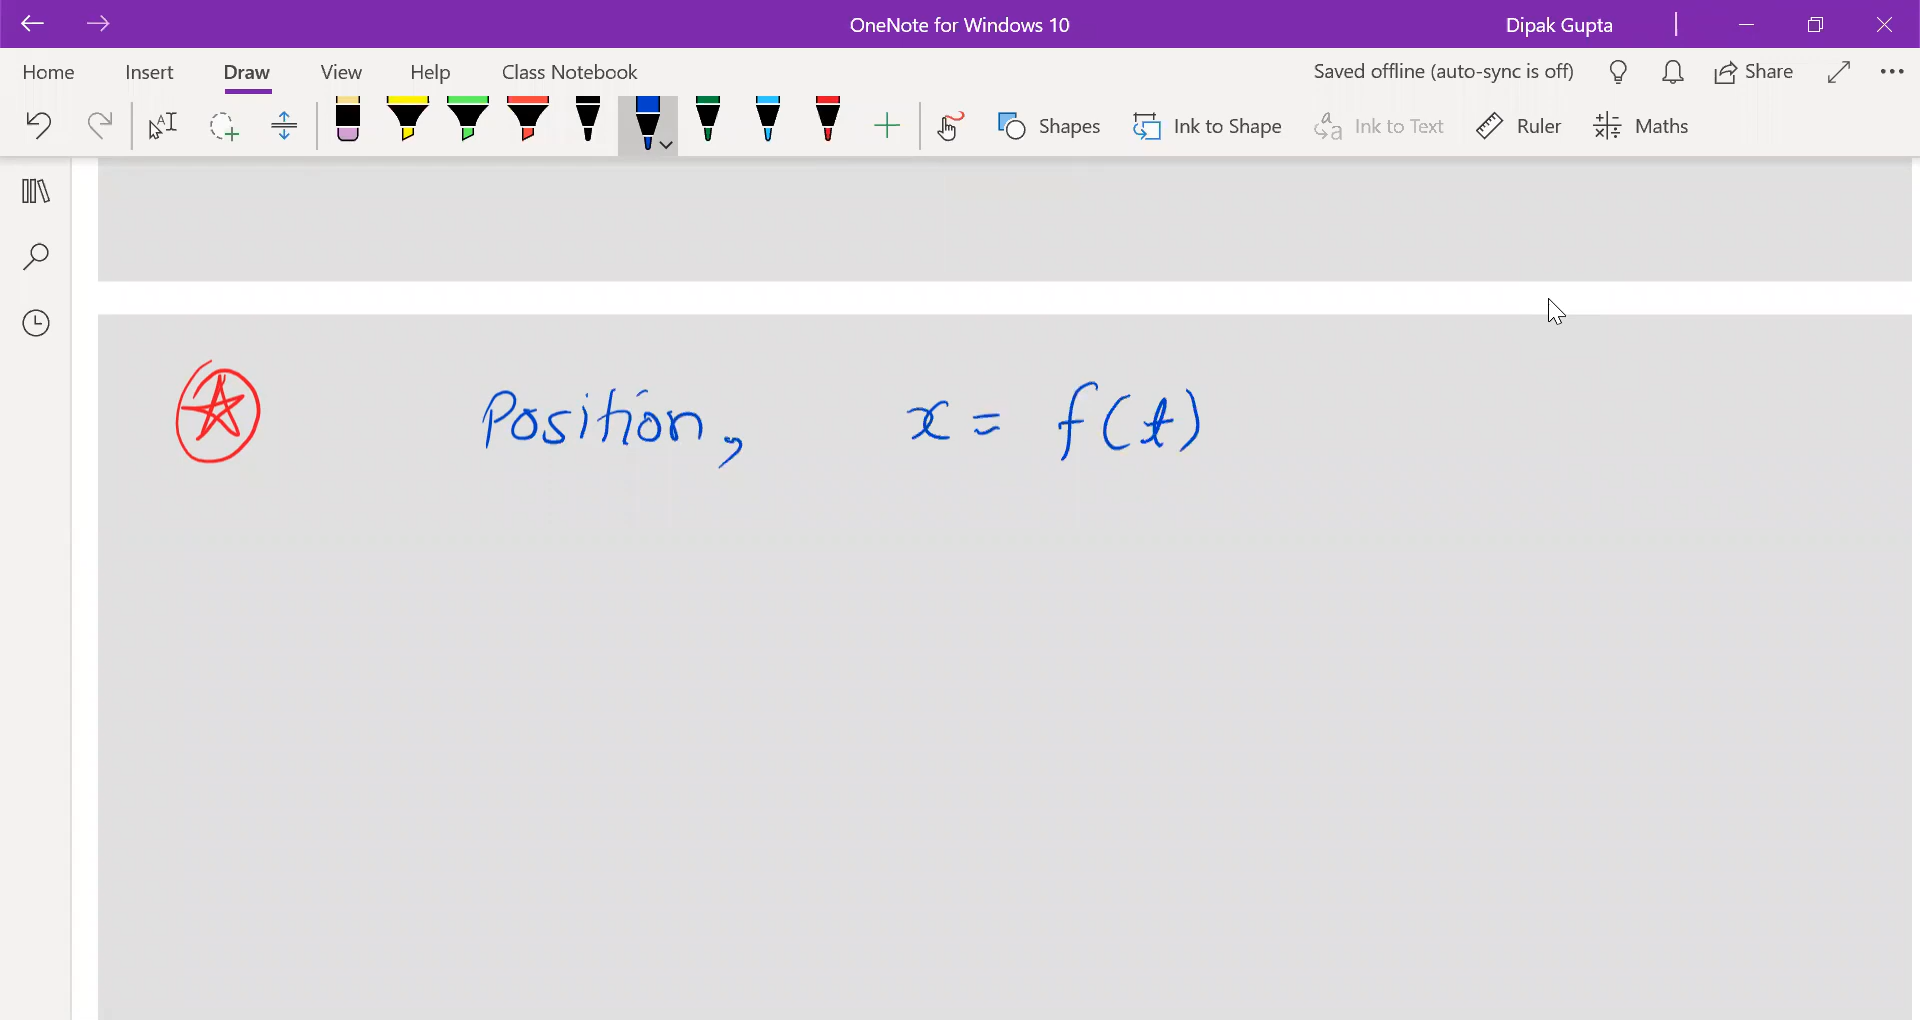 OneNote for Windows 10
Dipak Gupta
Home Insert Draw View Help Class Notebook
Saved offline (auto-sync is off) Share
Shapes Ink to Shape Ink to Text Ruler Maths
Position, x = f(t)